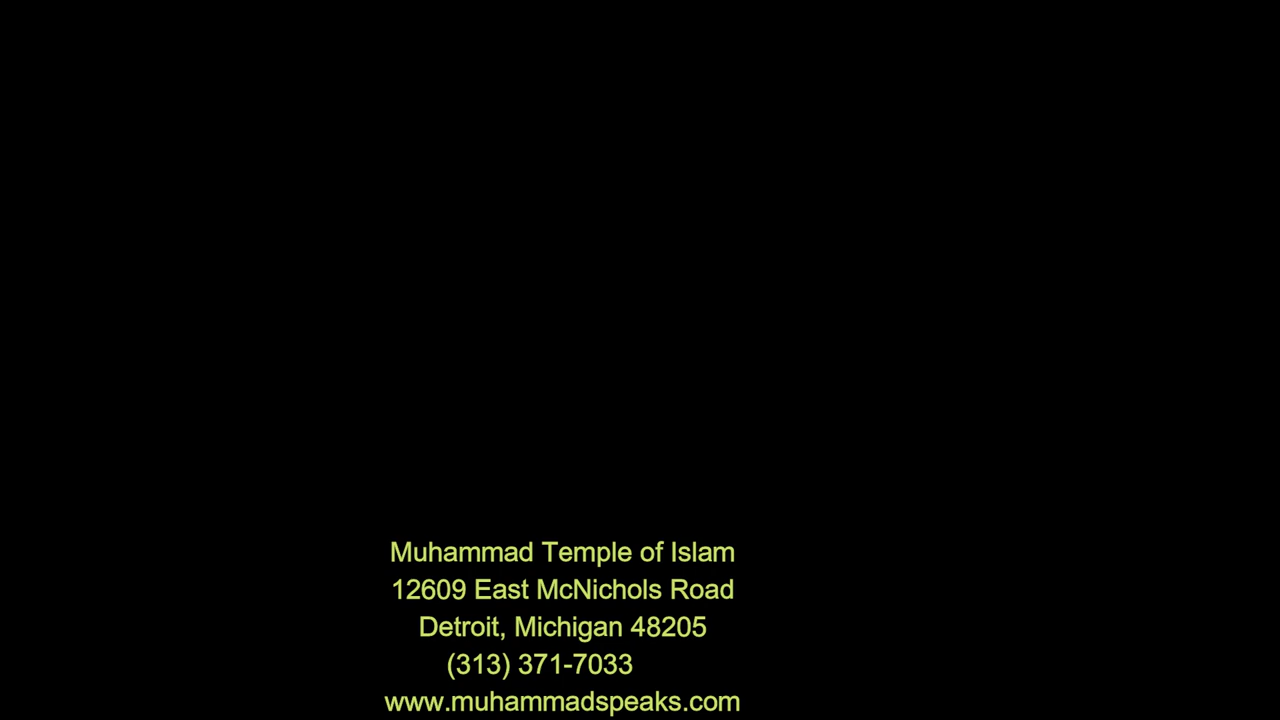 Muhammad Temple of Islam
12609 East McNichols Road
Detroit, Michigan 48205
(313) 371-7033
www.muhammadspeaks.com